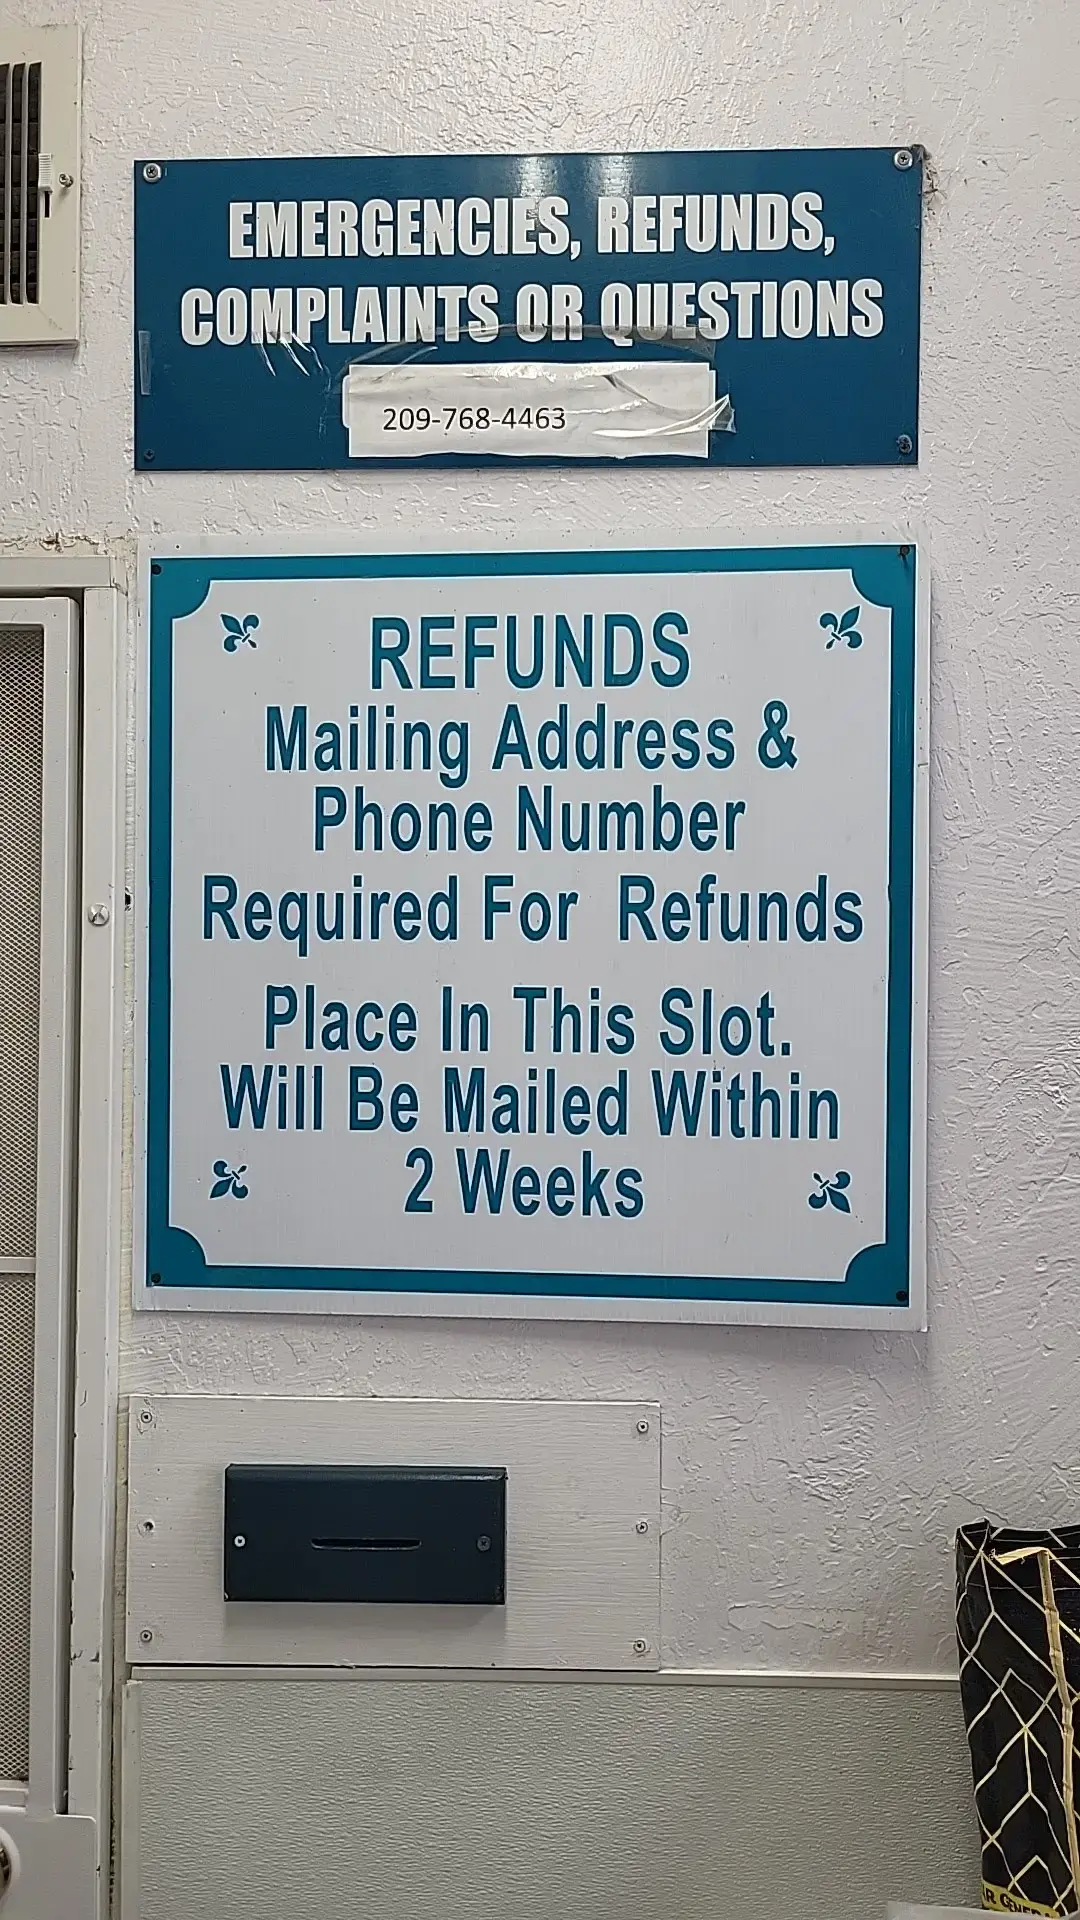 EMERGENCIES, REFUNDS,
COMPLAINTS OR QUESTIONS
209-768-4463
REFUNDS
Mailing Address &
Phone Number
Required For Refunds
Place In This Slot.
Will Be Mailed Within
2 Weeks